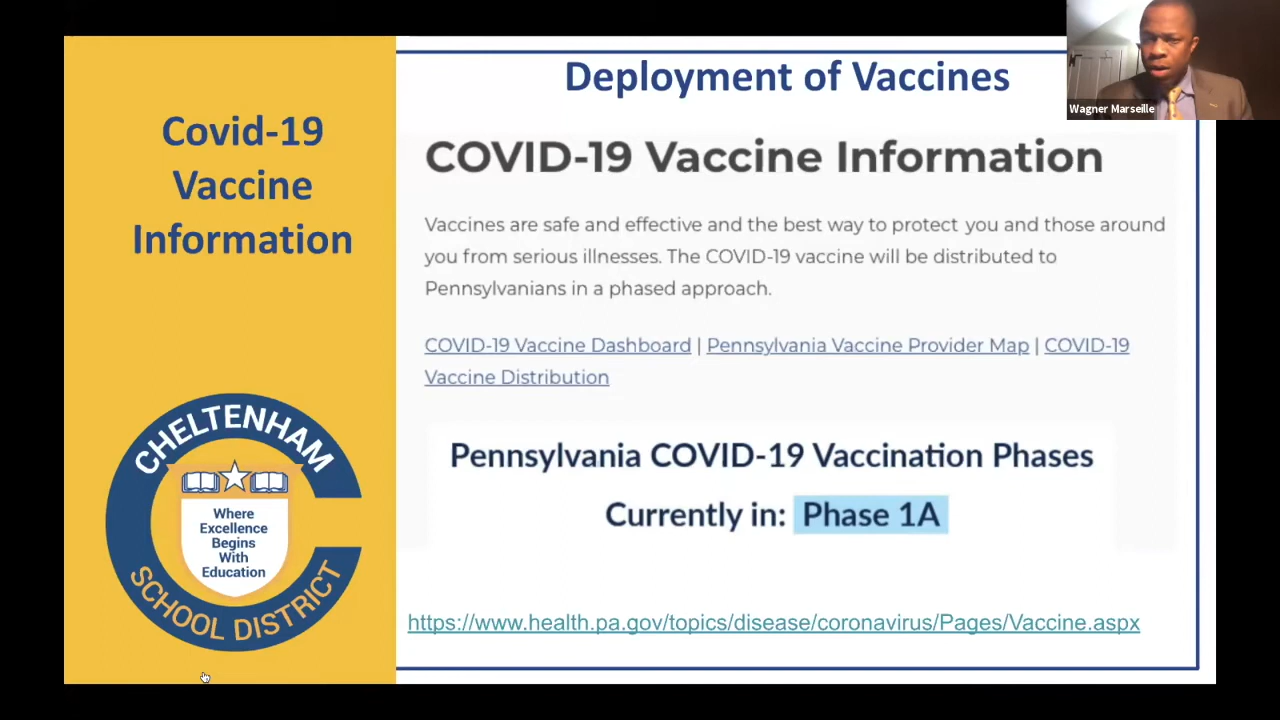 Covid-19
Vaccine
Information
CHELTENHAM
Where
Excellence
Begins
With
Education
SCHOOL DISTRICT
Deployment of Vaccines
COVID-19 Vaccine Information
Vaccines are safe and effective and the best way to protect you and those around
you from serious illnesses. The COVID-19 vaccine will be distributed to
Pennsylvanians in a phased approach.
COVID-19 Vaccine Dashboard | Pennsylvania Vaccine Provider Map | COVID-19
Vaccine Distribution
Pennsylvania COVID-19 Vaccination Phases
Currently in: Phase 1A
https://www.health.pa.gov/topics/disease/coronavirus/Pages/Vaccine.aspx
Wagner Marseille